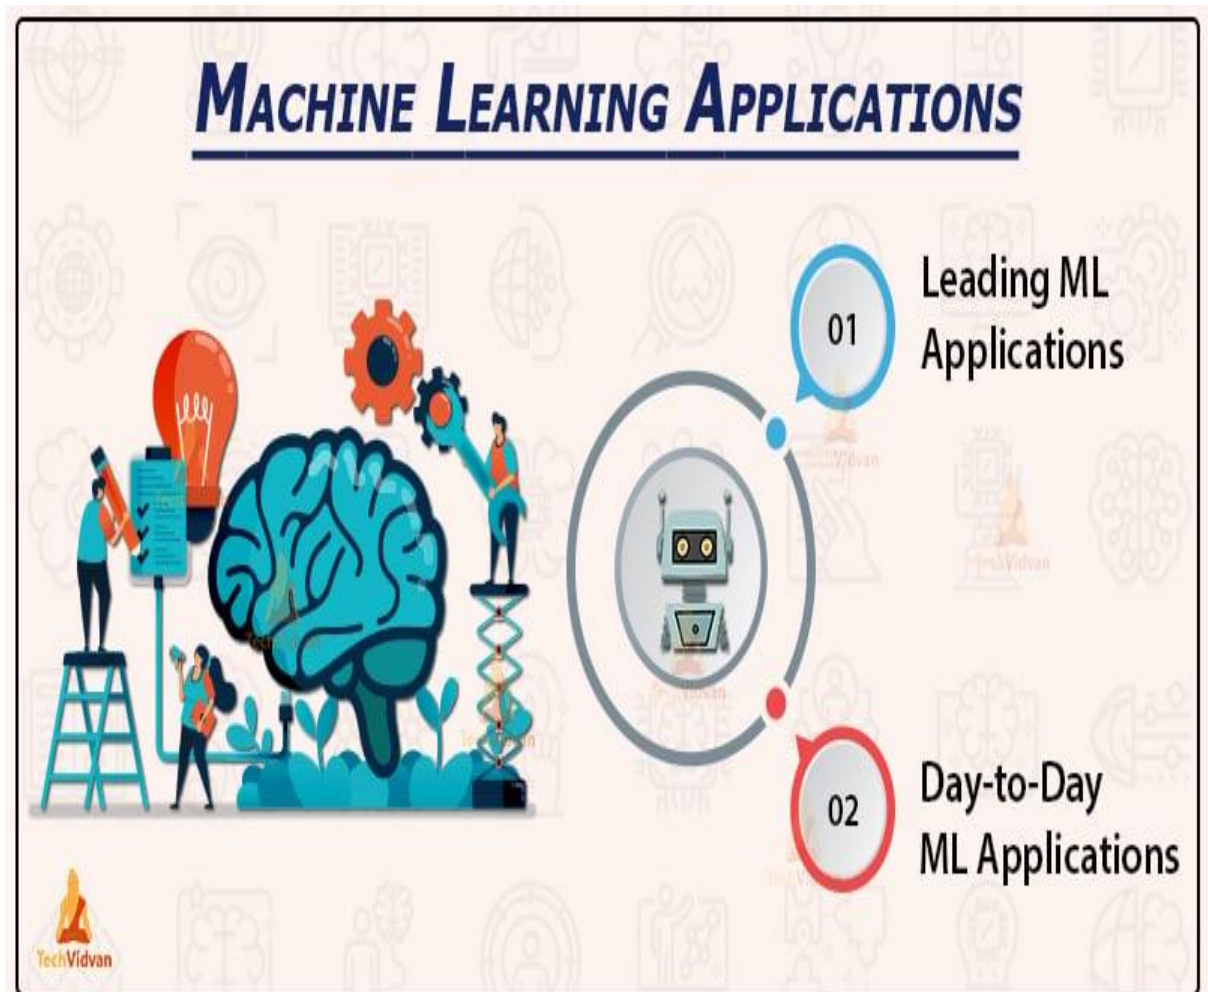 MACHINE LEARNING APPLICATIONS
01
Leading ML
Applications
02
Day-to-Day
ML Applications
TechVidvan